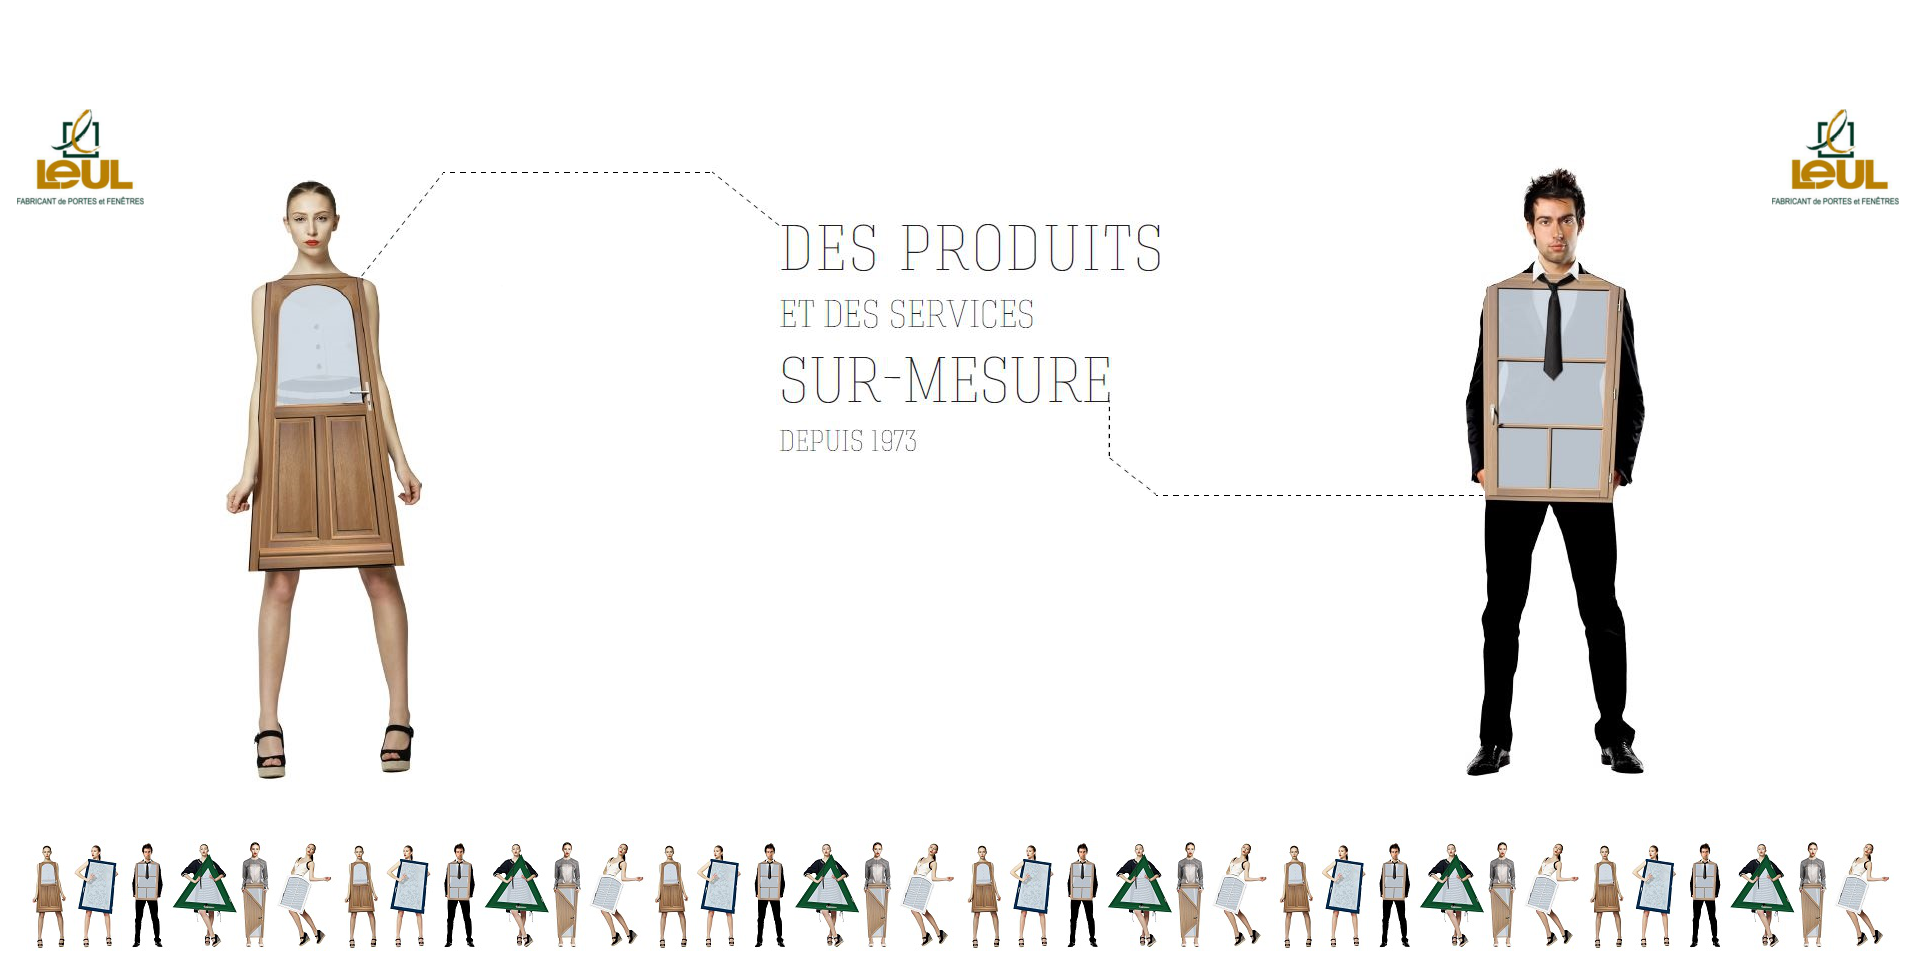 LeUL
FABRICANT de PORTES et FENÊTRES
LeUL
FABRICANT de PORTES et FENÊTRES
DES PRODUITS
ET DES SERVICES
SUR-MESURE
DEPUIS 1973